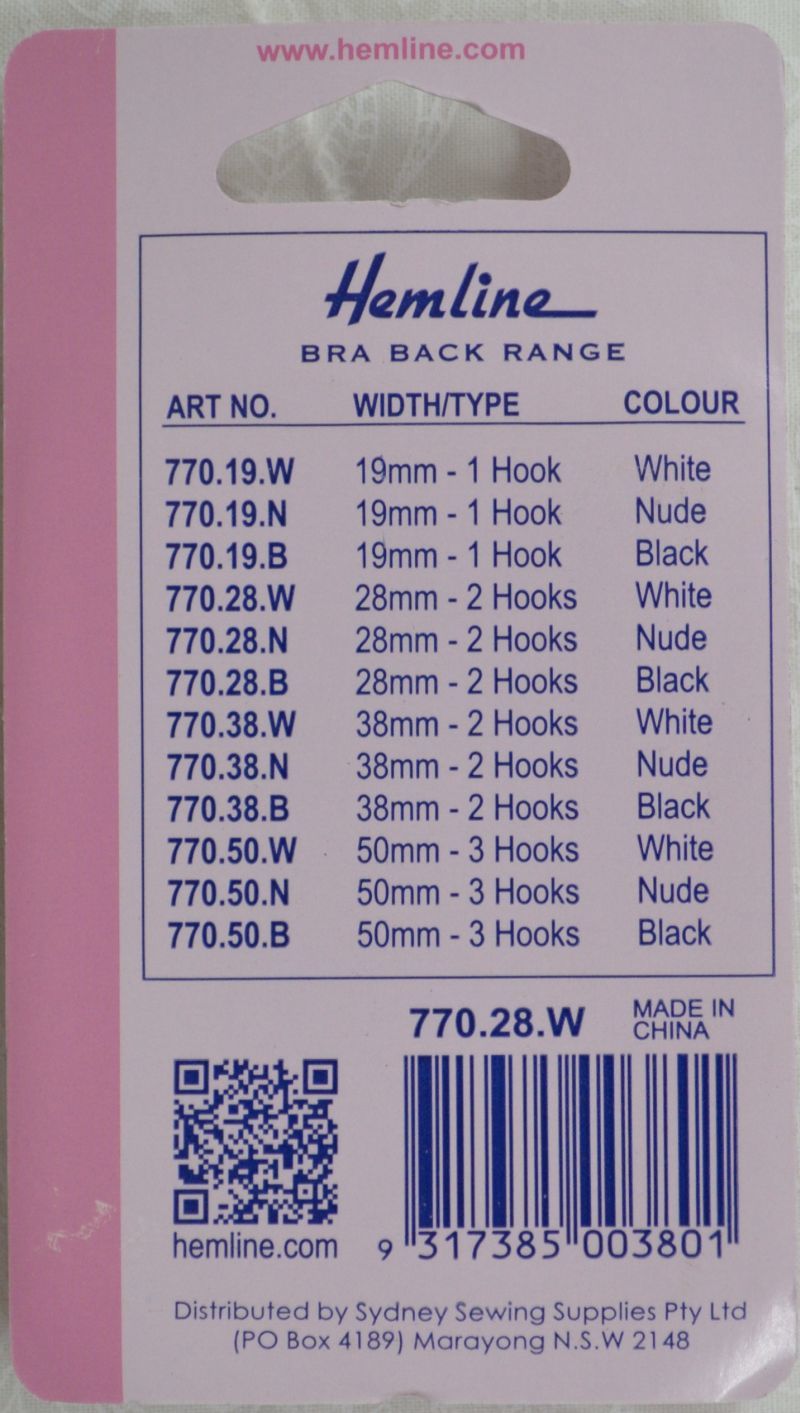 www.hemline.com
Hemline
BRA BACK RANGE
ART NO. WIDTH/TYPE COLOUR
770.19.W 19mm - 1 Hook White
770.19.N 19mm - 1 Hook Nude
770.19.B 19mm - 1 Hook Black
770.28.W 28mm - 2 Hooks White
770.28.N 28mm - 2 Hooks Nude
770.28.B 28mm - 2 Hooks Black
770.38.W 38mm - 2 Hooks White
770.38.N 38mm - 2 Hooks Nude
770.38.B 38mm - 2 Hooks Black
770.50.W 50mm - 3 Hooks White
770.50.N 50mm - 3 Hooks Nude
770.50.B 50mm - 3 Hooks Black
770.28.W
MADE IN
CHINA
hemline.com
9 317385 003801
Distributed by Sydney Sewing Supplies Pty Ltd
(PO Box 4189) Marayong N.S.W 2148